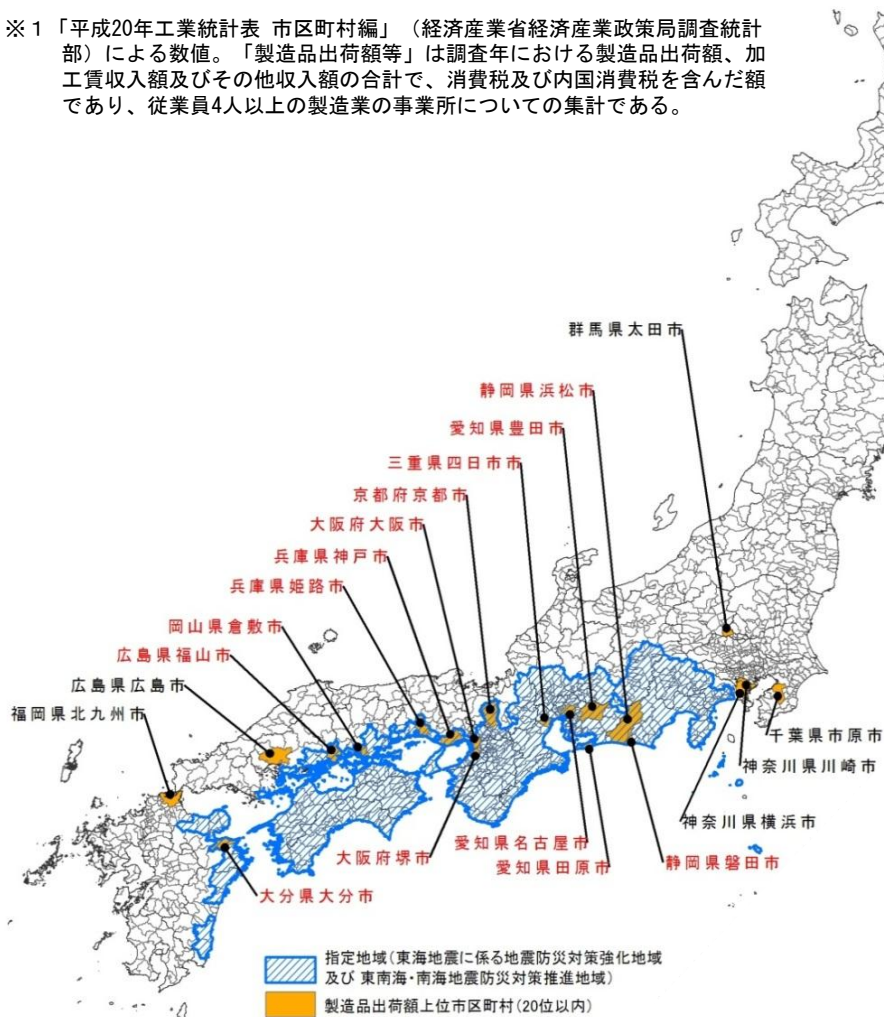 ※１「平成20年工業統計表 市区町村編」（経済産業省経済産業政策局調査統計
部）による数値。「製造品出荷額等」は調査年における製造品出荷額、加
工賃収入額及びその他収入額の合計で、消費税及び内国消費税を含んだ額
であり、従業員4人以上の製造業の事業所についての集計である。
群馬県太田市
静岡県浜松市
愛知県豊田市
三重県四日市市
京都府京都市
大阪府大阪市
兵庫県神戸市
兵庫県姫路市
岡山県倉敷市
広島県福山市
広島県広島市
福岡県北九州市
千葉県市原市
神奈川県川崎市
神奈川県横浜市
愛知県名古屋市
大阪府堺市
愛知県田原市
静岡県磐田市
大分県大分市
指定地域（東海地震に係る地震防災対策強化地域
及び 東南海・南海地震防災対策推進地域）
製造品出荷額上位市区町村（20位以内）